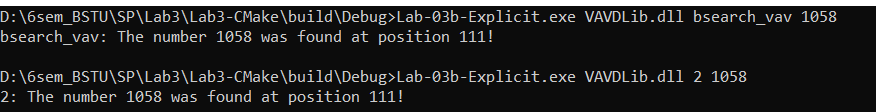 D:\6sem_BSTU\SP\Lab3\Lab3-CMake\build\Debug>Lab-03b-Explicit.exe VAVDLib.dll bsearch_vav 1058
bsearch_vav: The number 1058 was found at position 111!
D:\6sem_BSTU\SP\Lab3\Lab3-CMake\build\Debug>Lab-03b-Explicit.exe VAVDLib.dll 2 1058
2: The number 1058 was found at position 111!